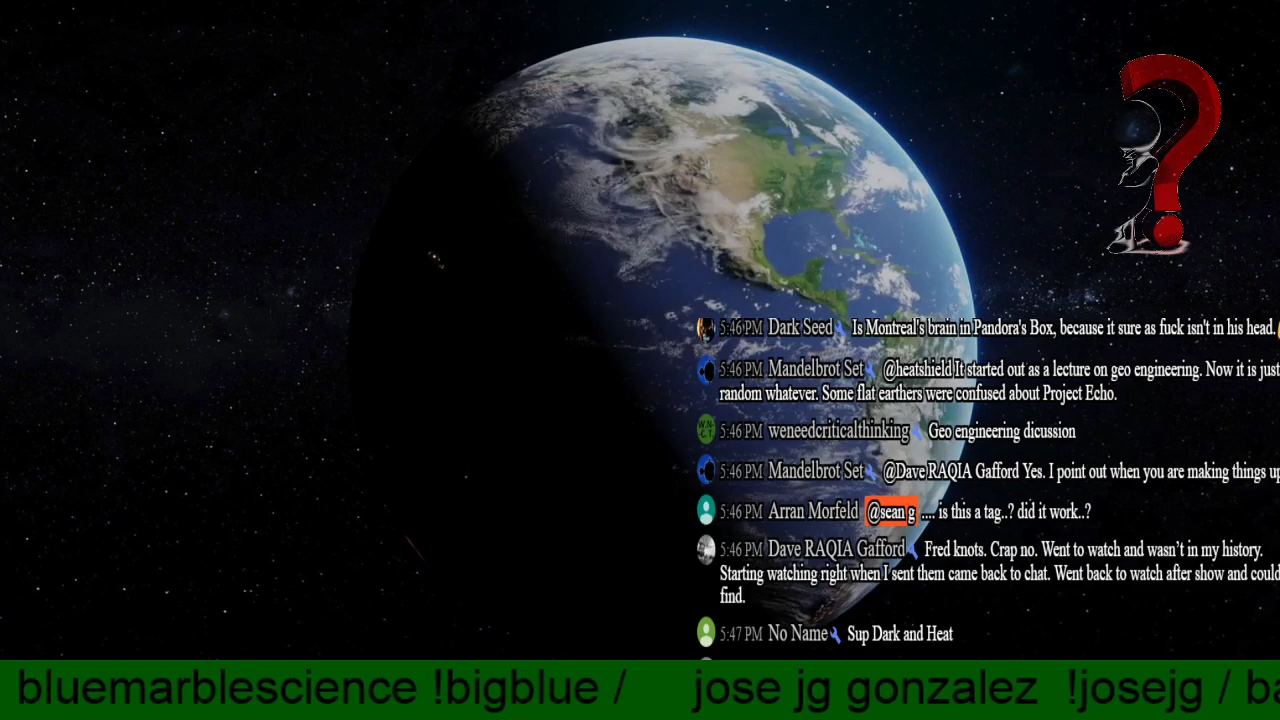 5:46 PM Dark Seed Is Montreal's brain in Pandora's Box, because it sure as fuck isn't in his head.
5:46 PM Mandelbrot Set @heatshield It started out as a lecture on geo engineering. Now it is just
random whatever. Some flat earthers were confused about Project Echo.
5:46 PM weneedcriticalthinking Geo engineering dicussion
5:46 PM Mandelbrot Set @Dave RAQIA Gafford Yes. I point out when you are making things up
5:46 PM Arran Morfeld @sean g .... is this a tag..? did it work..?
5:46 PM Dave RAQIA Gafford Fred knots. Crap no. Went to watch and wasn't in my history.
Starting watching right when I sent them came back to chat. Went back to watch after show and could
find.
5:47 PM No Name Sup Dark and Heat
bluemarblescience !bigblue / jose jg gonzalez !josejg / ba